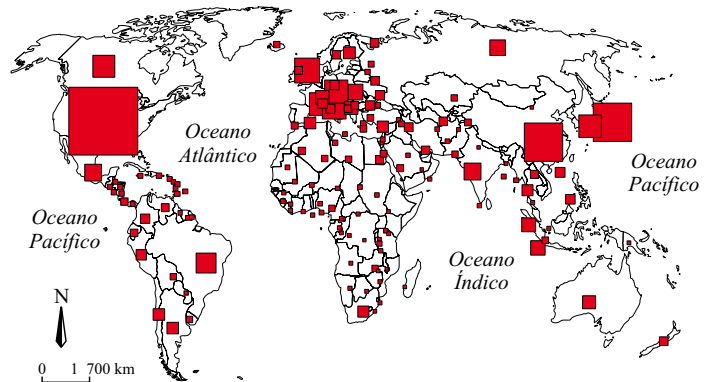 Oceano
Atlântico
Oceano
Pacífico
Oceano
Pacífico
Oceano
Índico
N
0 1 700 km